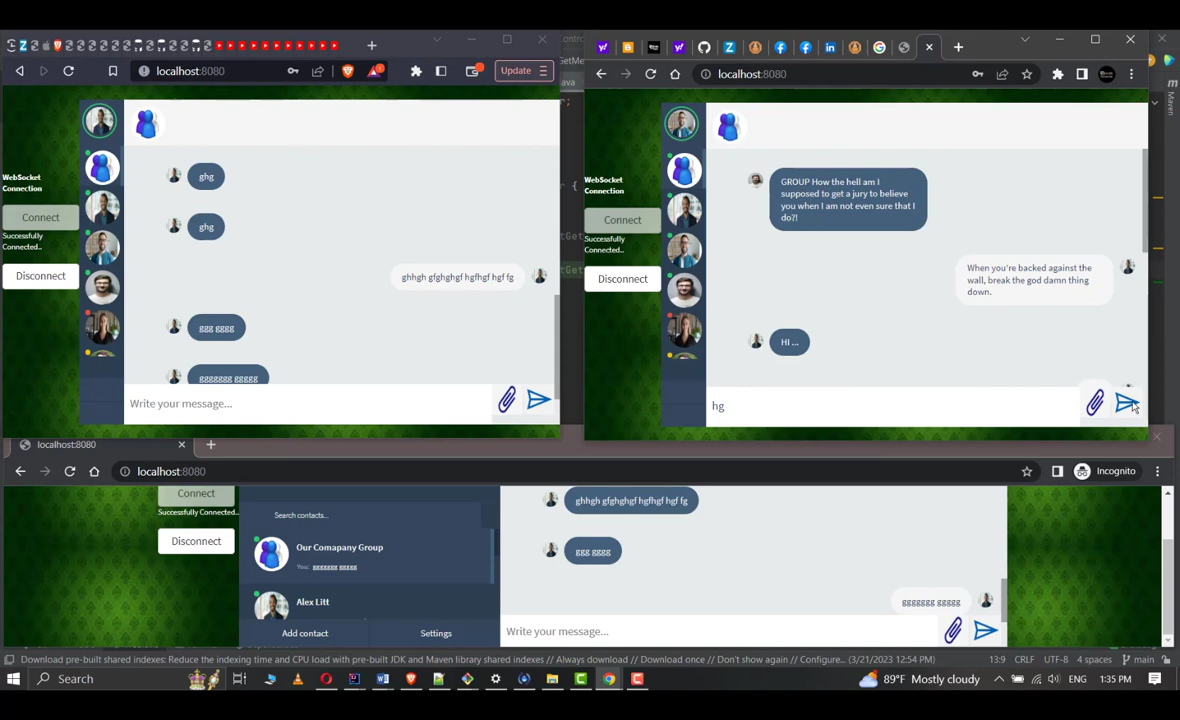 localhost:8080
Update
WebSocket
Connection
Connect
Successfully
Connected..
Disconnect
ghg
ghg
ghhgh gfghghgf hgfhgf hgf fg
ggg gggg
ggggggg ggggg
Write your message...
localhost:8080
WebSocket
Connection
Connect
Successfully
Connected..
Disconnect
GROUP How the hell am I
supposed to get a jury to believe
you when I am not even sure that I
do?!
When you're backed against the
wall, break the god damn thing
down.
HI ...
hg
Maven
localhost:8080
localhost:8080
Incognito
Connect
Successfully Connected..
Disconnect
Search contacts...
Our Comapany Group
You: ggggggg ggggg
Alex Litt
Add contact
Settings
ghhgh gfghghgf hgfhgf hgf fg
ggg gggg
ggggggg ggggg
Write your message...
Download pre-built shared indexes: Reduce the indexing time and CPU load with pre-built JDK and Maven library shared indexes // Always download // Download once // Don't show again // Configure... (3/21/2023 12:54 PM)
13:9 CRLF UTF-8 4 spaces main
Search
89°F Mostly cloudy
ENG
1:35 PM